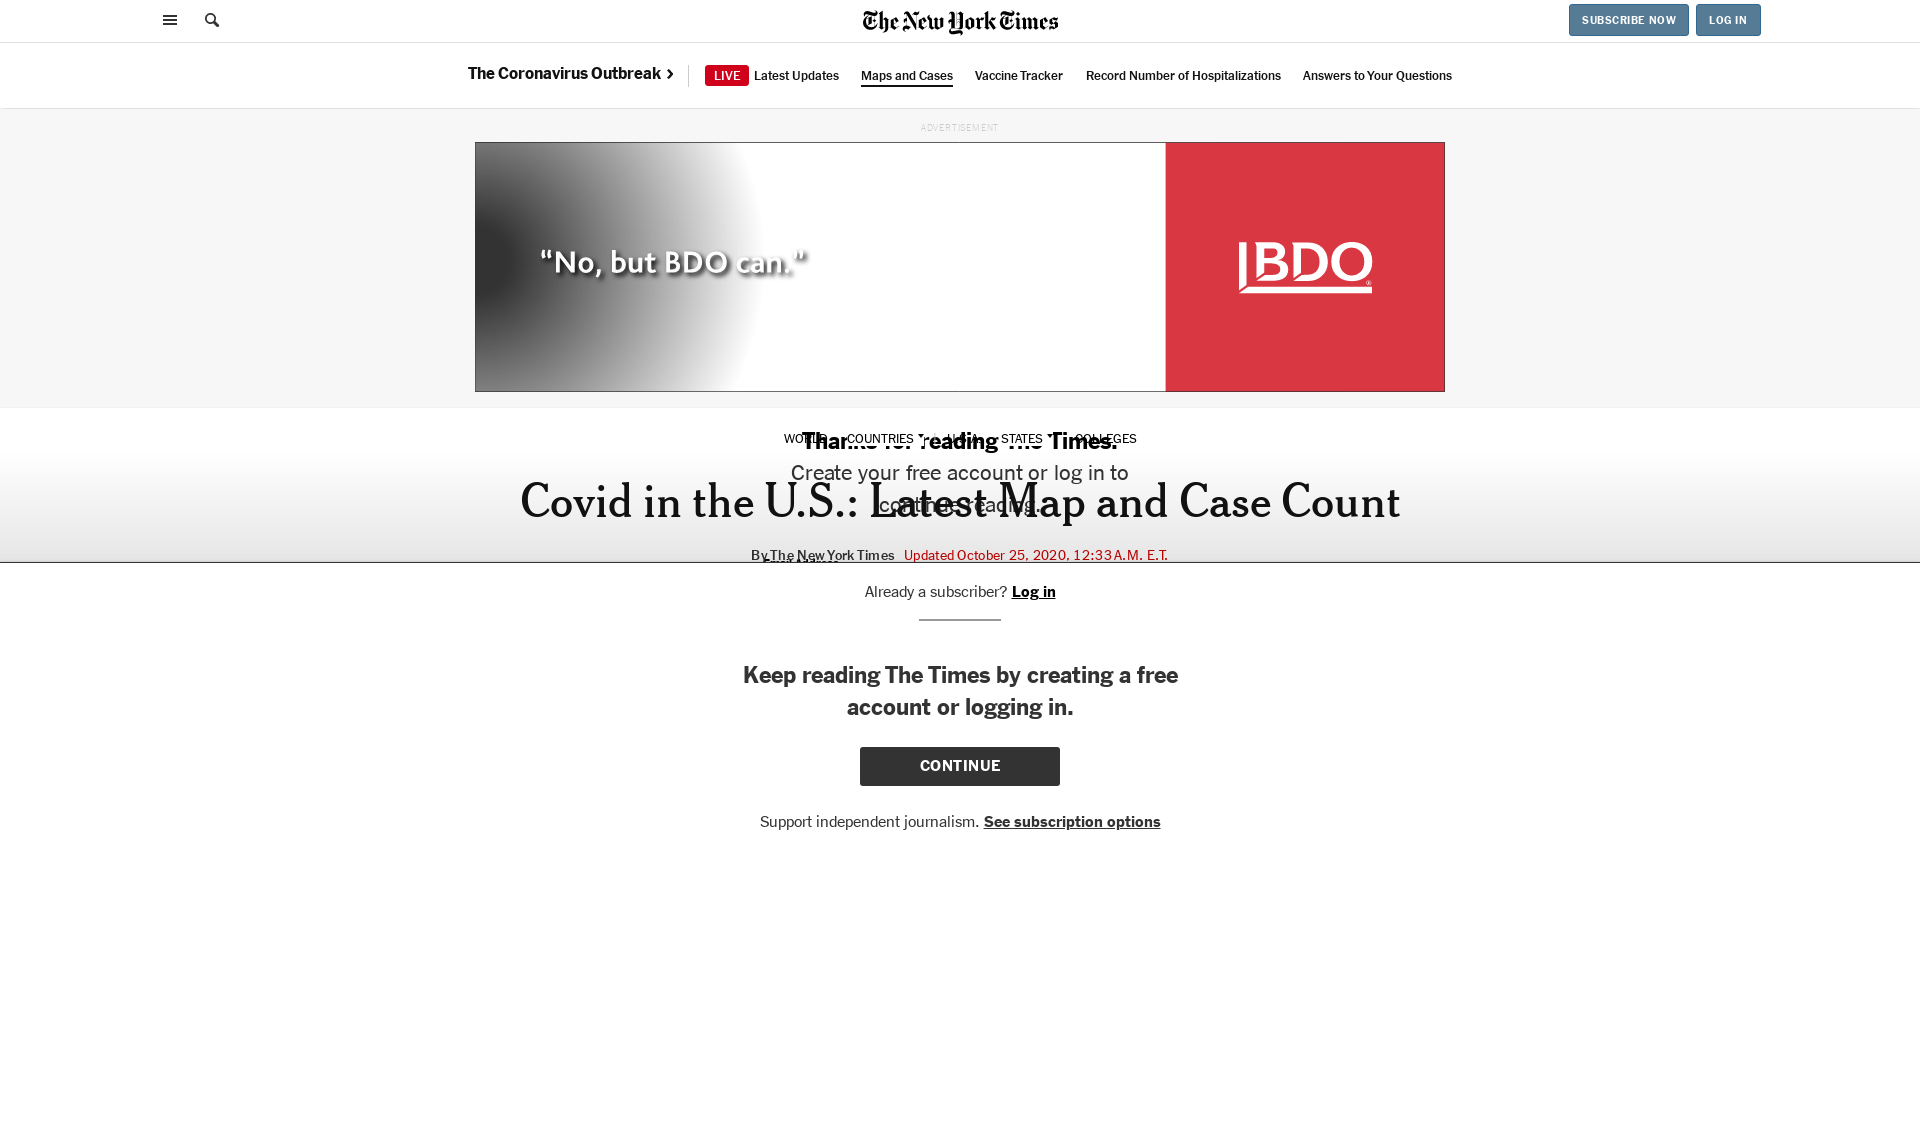 The New York Times
SUBSCRIBE NOW
LOG IN
The Coronavirus Outbreak
LIVE Latest Updates
Maps and Cases
Vaccine Tracker
Record Number of Hospitalizations
Answers to Your Questions
ADVERTISEMENT
“No, but BDO can.”
BDO
®
WORLD
COUNTRIES
U.S.A.
STATES
COLLEGES
Thanks for reading The Times.
Create your free account or log in to
continue reading.
Covid in the U.S.: Latest Map and Case Count
By The New York Times Updated October 25, 2020, 12:33 A.M. E.T.
Email Address
Already a subscriber? Log in
Keep reading The Times by creating a free
account or logging in.
CONTINUE
Support independent journalism. See subscription options